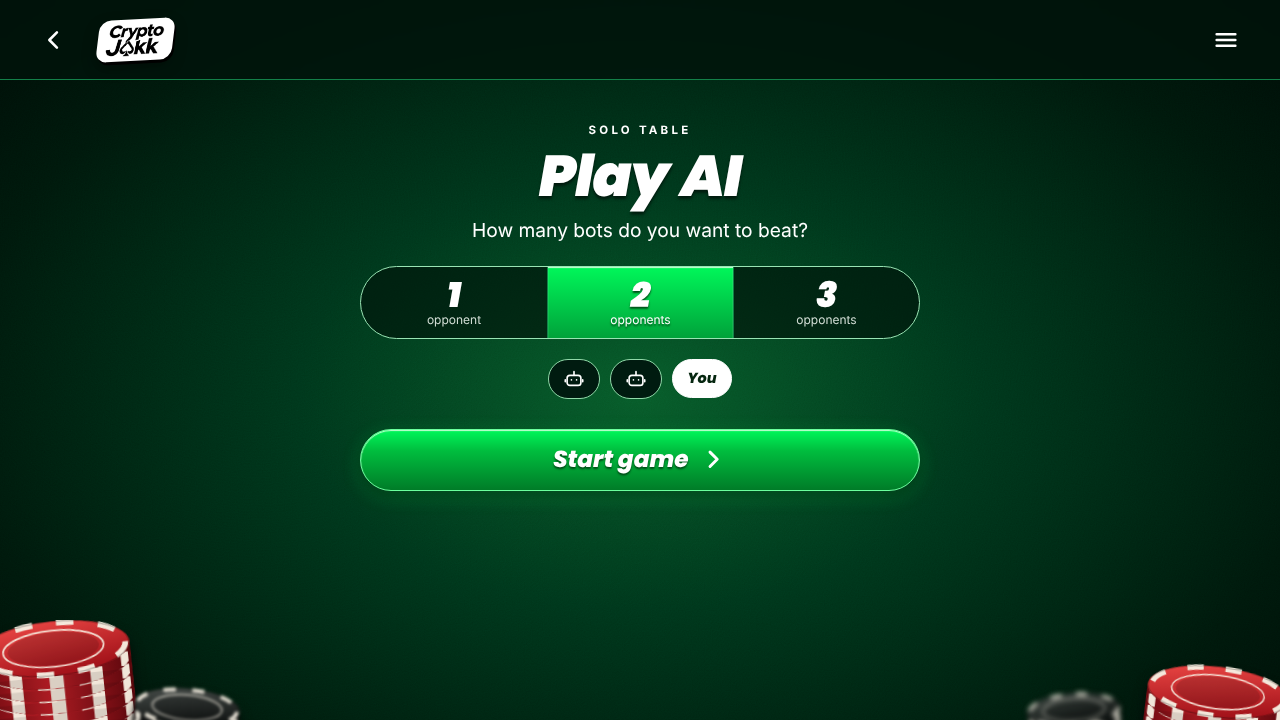 Crypto
Jokk
SOLO TABLE
Play AI
How many bots do you want to beat?
1
opponent
2
opponents
3
opponents
You
Start game